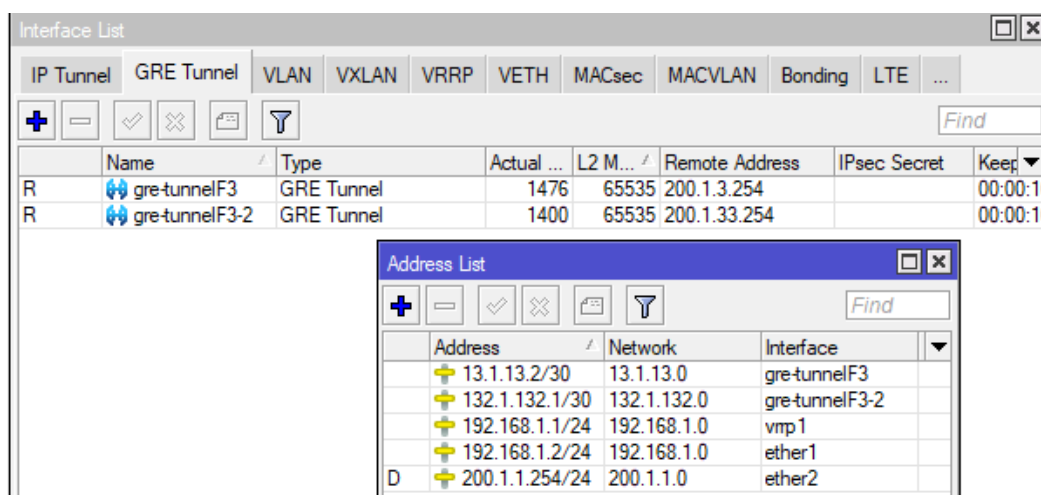 Interface List
IP Tunnel GRE Tunnel VLAN VXLAN VRRP VETH MACsec MACVLAN Bonding LTE ...
Find
Name Type Actual ... L2 M... Remote Address IPsec Secret Keep
R gre-tunnelF3 GRE Tunnel 1476 65535 200.1.3.254 00:00:1
R gre-tunnelF3-2 GRE Tunnel 1400 65535 200.1.33.254 00:00:1
Address List
Find
Address Network Interface
13.1.13.2/30 13.1.13.0 gre-tunnelF3
132.1.132.1/30 132.1.132.0 gre-tunnelF3-2
192.168.1.1/24 192.168.1.0 vrrp1
192.168.1.2/24 192.168.1.0 ether1
D 200.1.1.254/24 200.1.1.0 ether2